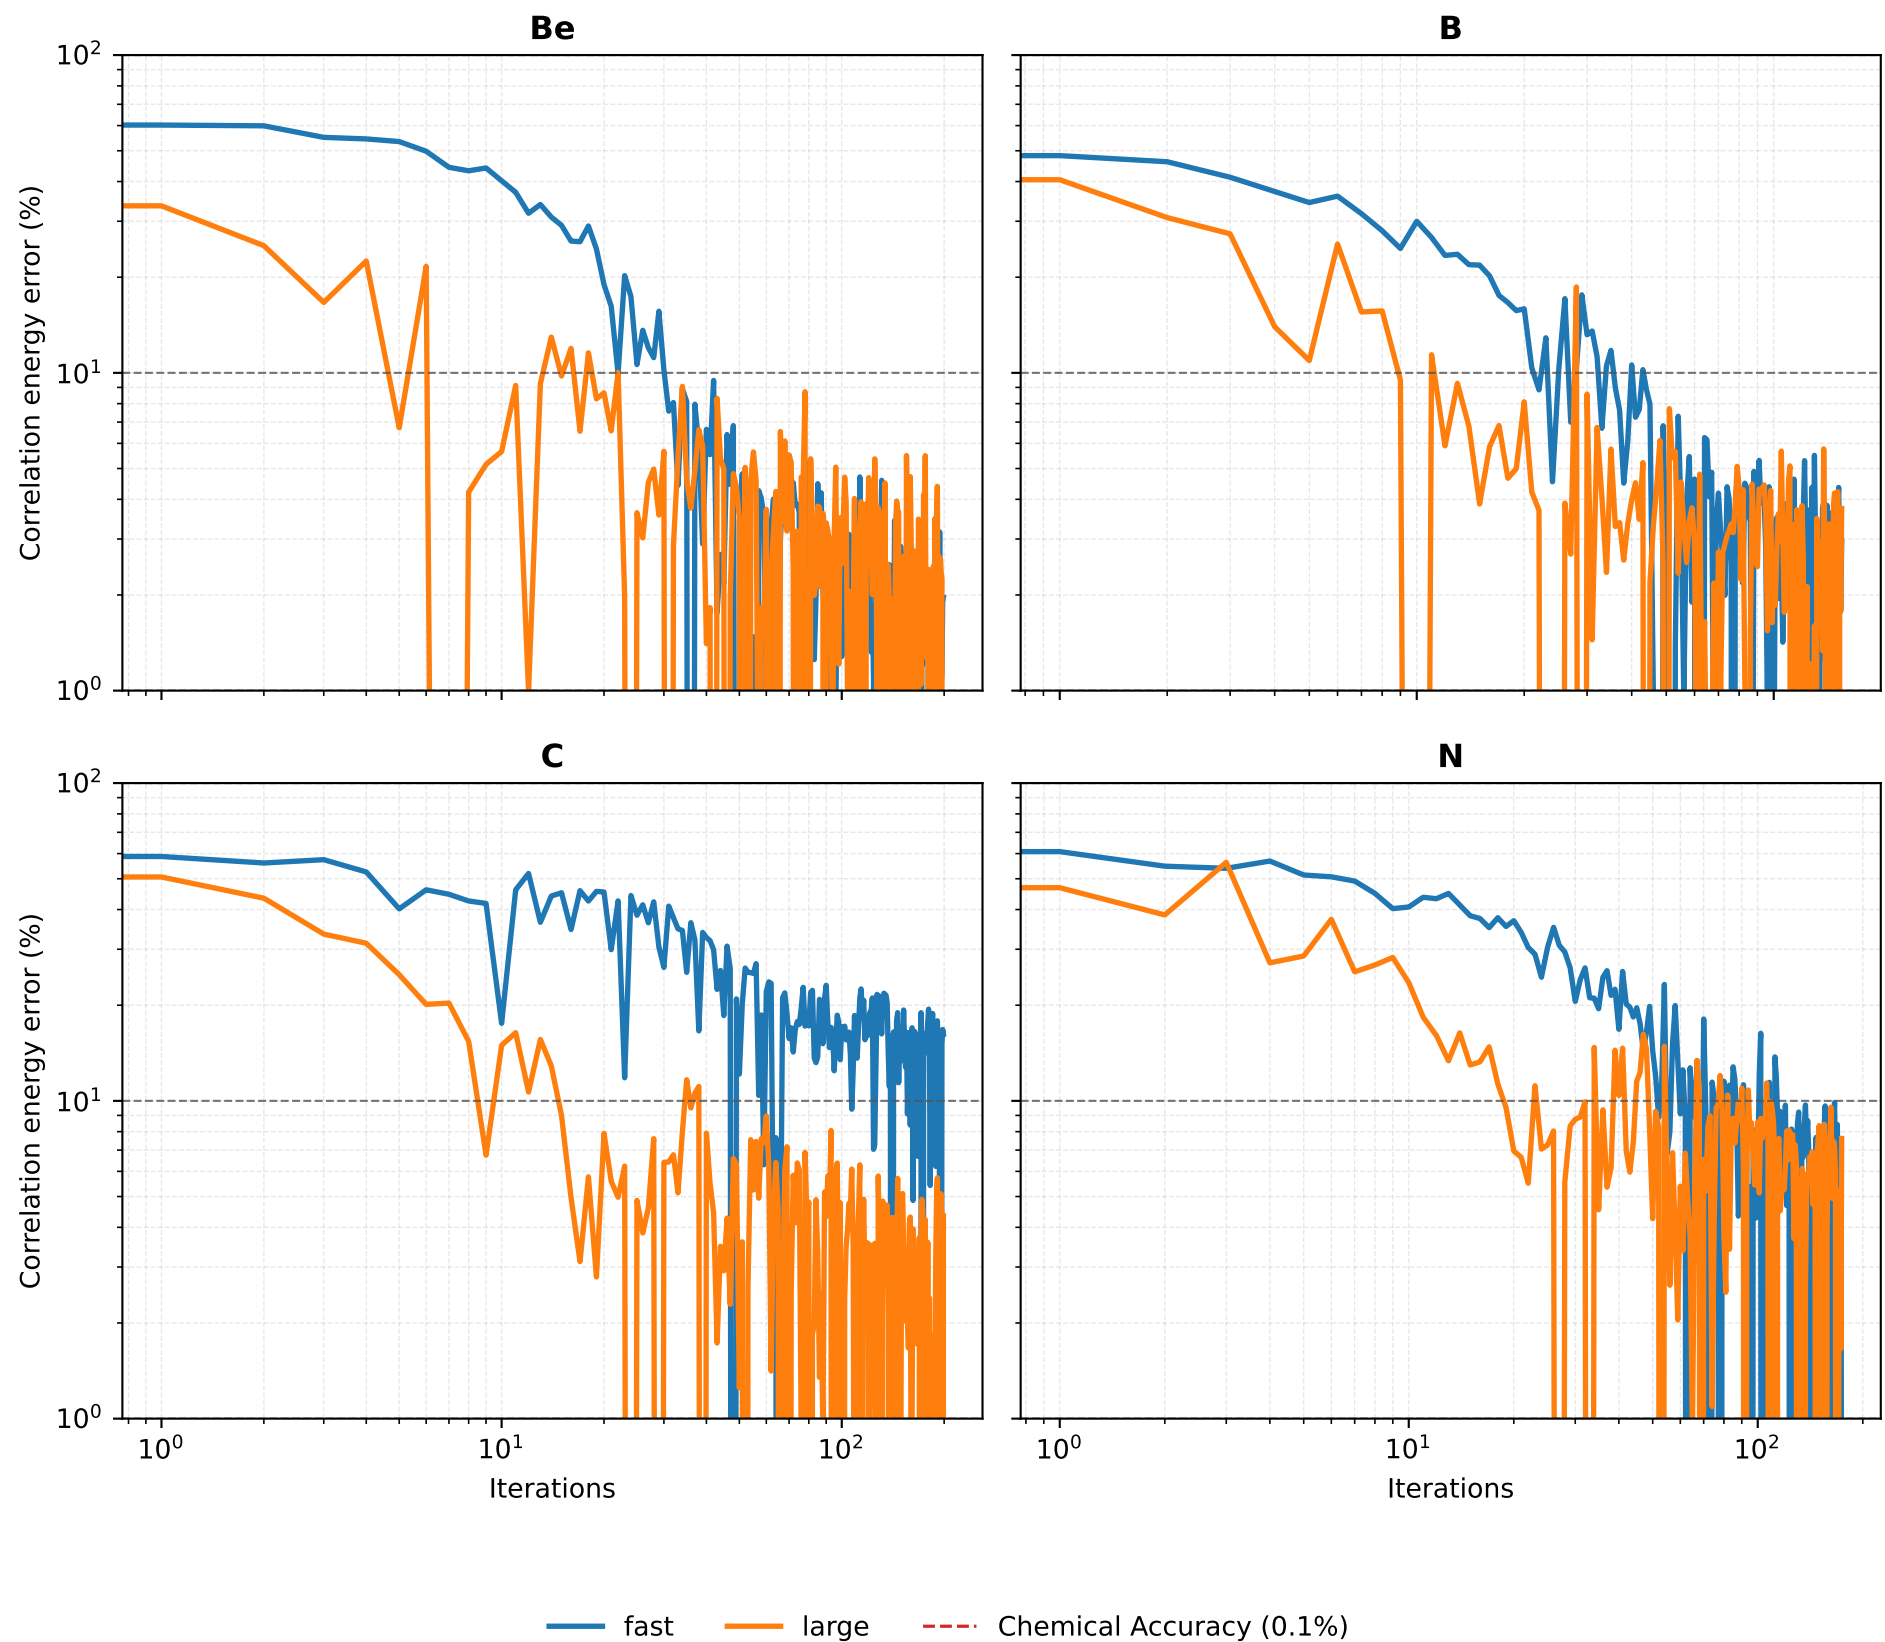 Be
B
10²
10¹
10⁰
Correlation energy error (%)
C
N
10²
10¹
10⁰
Correlation energy error (%)
10⁰ 10¹ 10²
10⁰ 10¹ 10²
Iterations
Iterations
fast large Chemical Accuracy (0.1%)